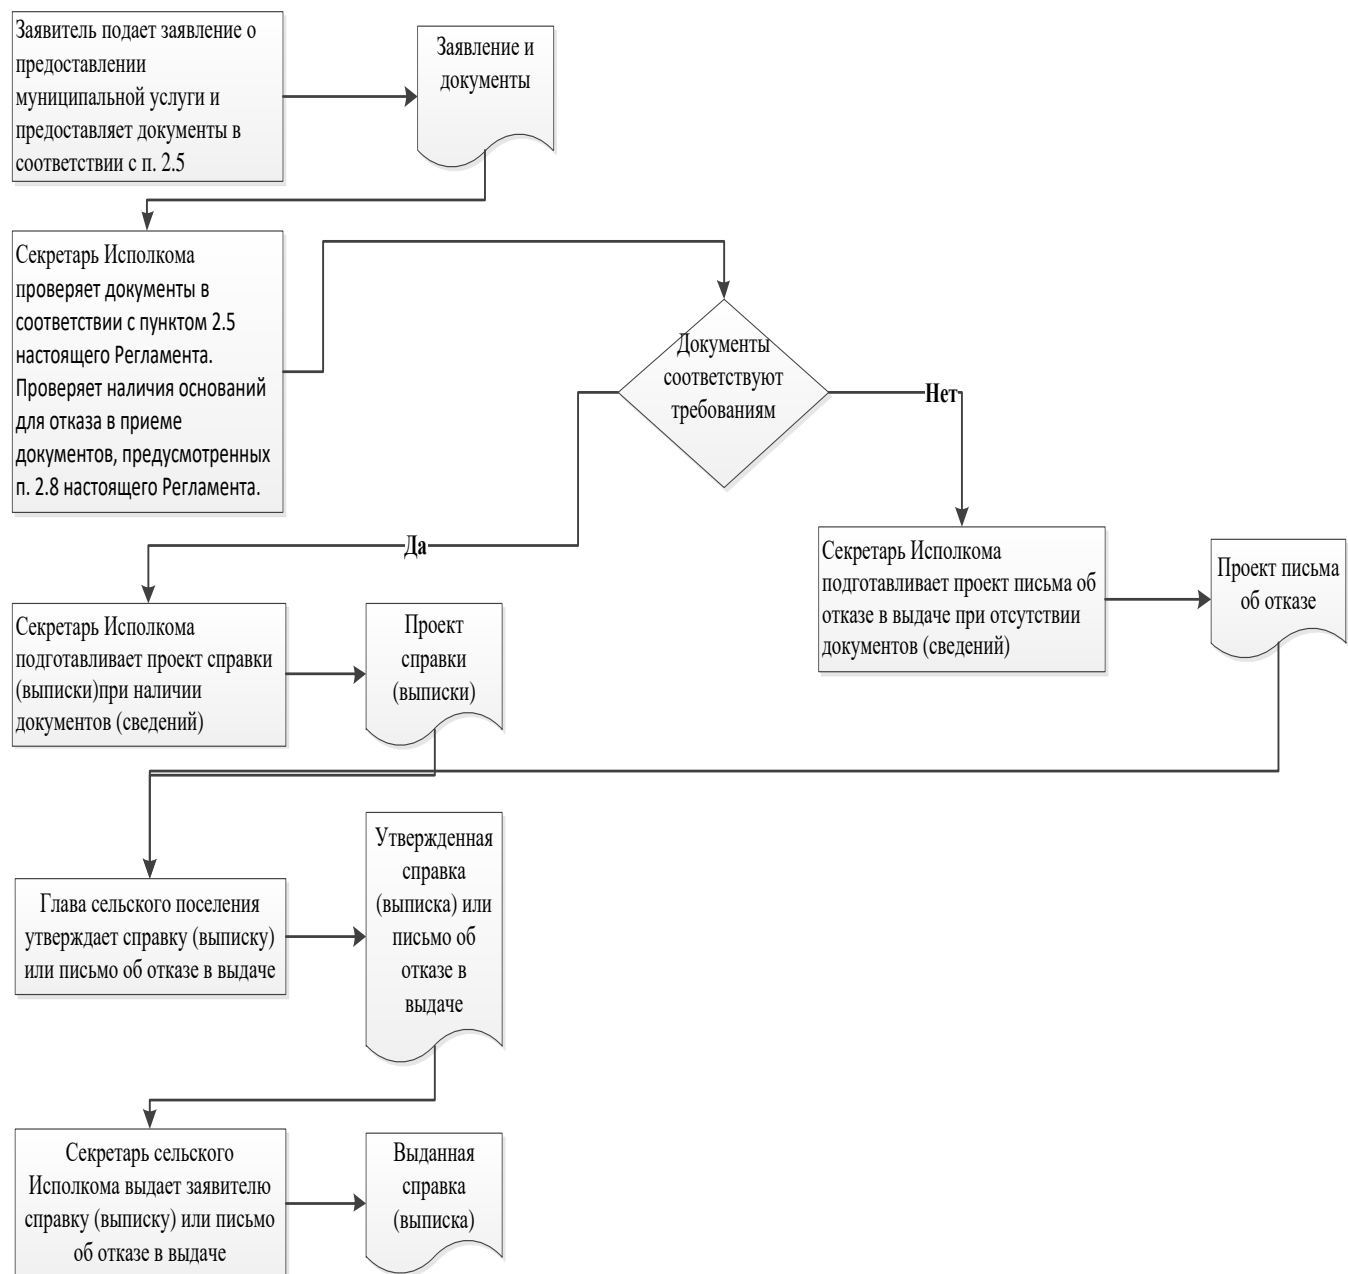 Заявитель подает заявление о
предоставлении
муниципальной услуги и
предоставляет документы в
соответствии с п. 2.5
Заявление и
документы
Секретарь Исполкома
проверяет документы в
соответствии с пунктом 2.5
настоящего Регламента.
Проверяет наличия оснований
для отказа в приеме
документов, предусмотренных
п. 2.8 настоящего Регламента.
Документы
соответствуют
требованиям
Нет
Да
Секретарь Исполкома
подготавливает проект письма об
отказе в выдаче при отсутствии
документов (сведений)
Проект письма
об отказе
Секретарь Исполкома
подготавливает проект справки
(выписки)при наличии
документов (сведений)
Проект
справки
(выписки)
Глава сельского поселения
утверждает справку (выписку)
или письмо об отказе в выдаче
Утвержденная
справка
(выписка) или
письмо об
отказе в
выдаче
Секретарь сельского
Исполкома выдает заявителю
справку (выписку) или письмо
об отказе в выдаче
Выданная
справка
(выписка)